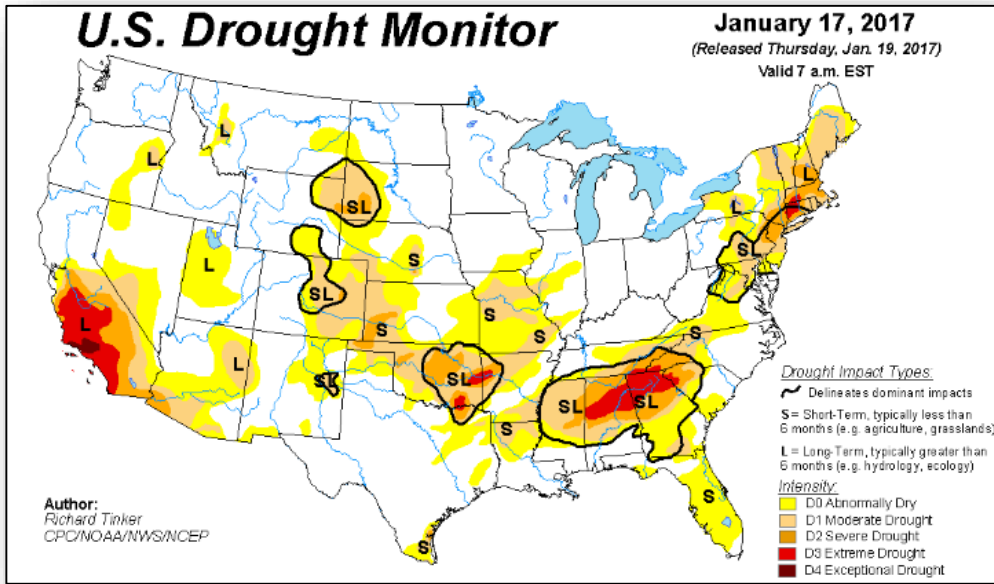 U.S. Drought Monitor
January 17, 2017
(Released Thursday, Jan. 19, 2017)
Valid 7 a.m. EST
L
L
L
SL
L
SL
L
S
SL
L
L
SL
S
S
S
S
SL
SL
SL
SL
S
S
S
S
Drought Impact Types:
Delineates dominant impacts
S = Short-Term, typically less than
6 months (e.g. agriculture, grasslands)
L = Long-Term, typically greater than
6 months (e.g. hydrology, ecology)
Intensity:
D0 Abnormally Dry
D1 Moderate Drought
D2 Severe Drought
D3 Extreme Drought
D4 Exceptional Drought
Author:
Richard Tinker
CPC/NOAA/NWS/NCEP